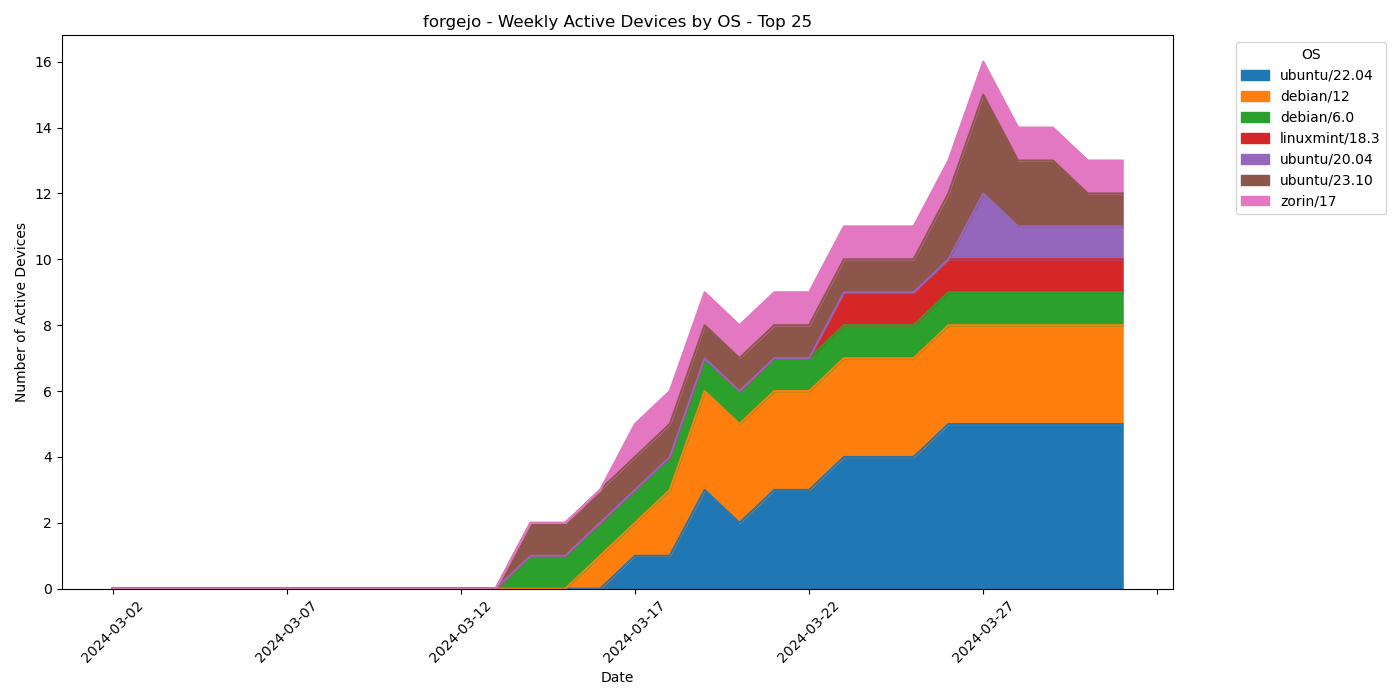 forgejo - Weekly Active Devices by OS - Top 25
Number of Active Devices
16
14
12
10
8
6
4
2
0
2024-03-02
2024-03-07
2024-03-12
2024-03-17
2024-03-22
2024-03-27
Date
OS
ubuntu/22.04
debian/12
debian/6.0
linuxmint/18.3
ubuntu/20.04
ubuntu/23.10
zorin/17